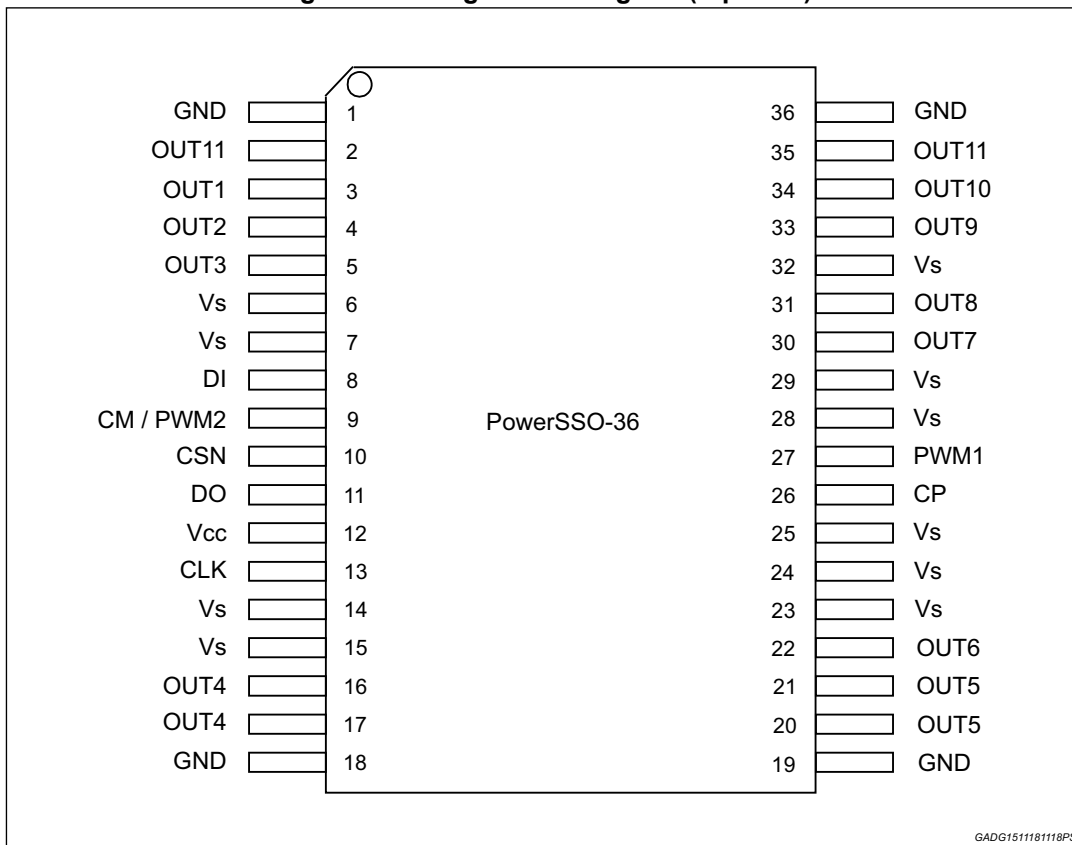 GND 1 36 GND
OUT11 2 35 OUT11
OUT1 3 34 OUT10
OUT2 4 33 OUT9
OUT3 5 32 Vs
Vs 6 31 OUT8
Vs 7 30 OUT7
DI 8 29 Vs
CM / PWM2 9 PowerSSO-36 28 Vs
CSN 10 27 PWM1
DO 11 26 CP
Vcc 12 25 Vs
CLK 13 24 Vs
Vs 14 23 Vs
Vs 15 22 OUT6
OUT4 16 21 OUT5
OUT4 17 20 OUT5
GND 18 19 GND
GADG1511181118PS